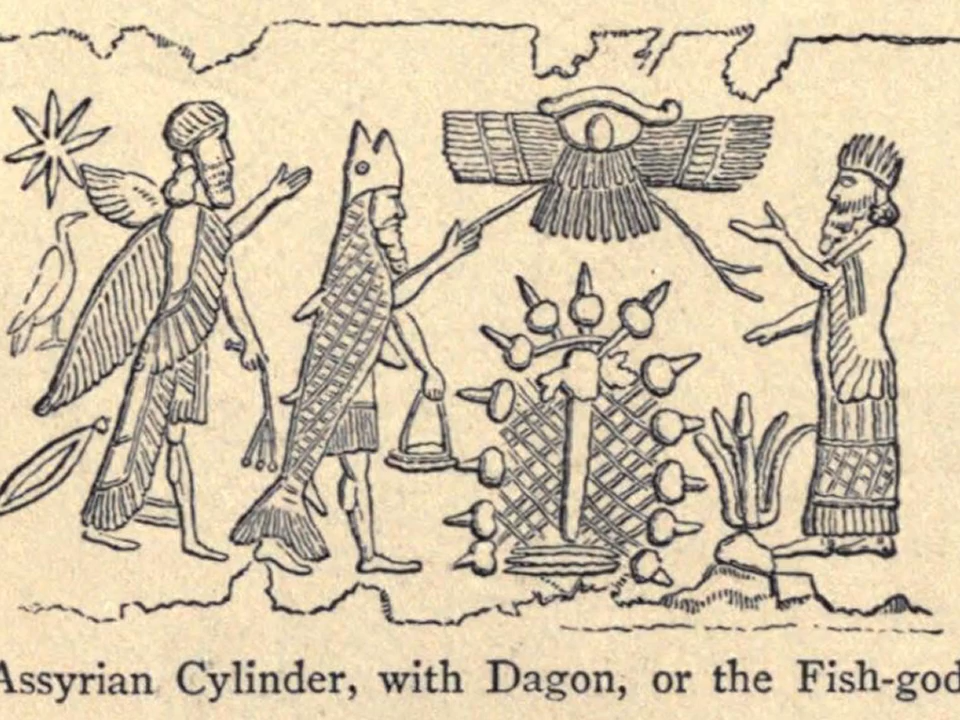 Assyrian Cylinder, with Dagon, or the Fish-god